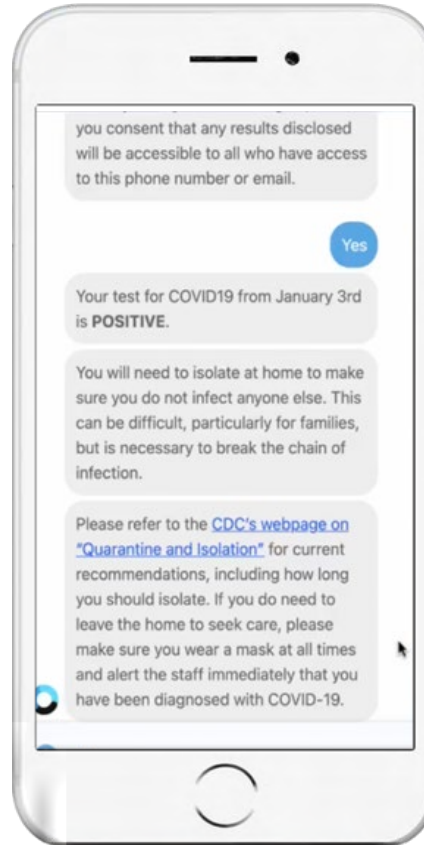 you consent that any results disclosed
will be accessible to all who have access
to this phone number or email.
Yes
Your test for COVID19 from January 3rd
is POSITIVE.
You will need to isolate at home to make
sure you do not infect anyone else. This
can be difficult, particularly for families,
but is necessary to break the chain of
infection.
Please refer to the CDC's webpage on
"Quarantine and Isolation" for current
recommendations, including how long
you should isolate. If you do need to
leave the home to seek care, please
make sure you wear a mask at all times
and alert the staff immediately that you
have been diagnosed with COVID-19.